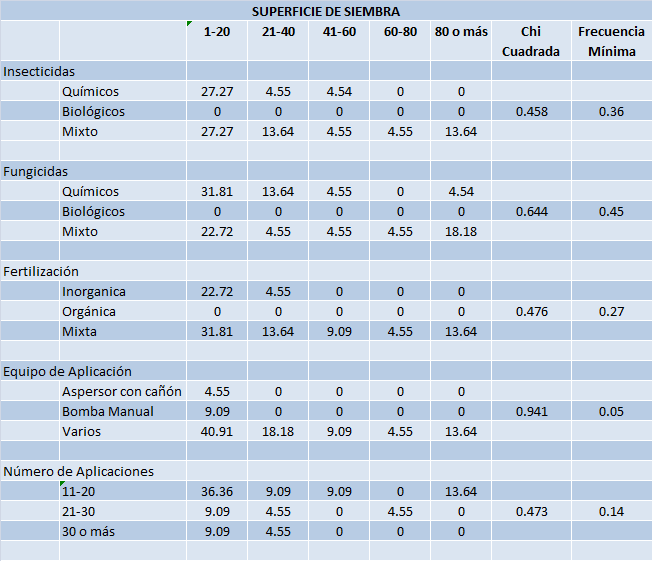 SUPERFICIE DE SIEMBRA
1-20 21-40 41-60 60-80 80 o más Chi Frecuencia
Cuadrada Mínima
Insecticidas
Químicos 27.27 4.55 4.54 0 0
Biológicos 0 0 0 0 0 0.458 0.36
Mixto 27.27 13.64 4.55 4.55 13.64
Fungicidas
Químicos 31.81 13.64 4.55 0 4.54
Biológicos 0 0 0 0 0 0.644 0.45
Mixto 22.72 4.55 4.55 4.55 18.18
Fertilización
Inorganica 22.72 4.55 0 0 0
Orgánica 0 0 0 0 0 0.476 0.27
Mixta 31.81 13.64 9.09 4.55 13.64
Equipo de Aplicación
Aspersor con cañón 4.55 0 0 0 0
Bomba Manual 9.09 0 0 0 0 0.941 0.05
Varios 40.91 18.18 9.09 4.55 13.64
Número de Aplicaciones
11-20 36.36 9.09 9.09 0 13.64
21-30 9.09 4.55 0 4.55 0 0.473 0.14
30 o más 9.09 4.55 0 0 0